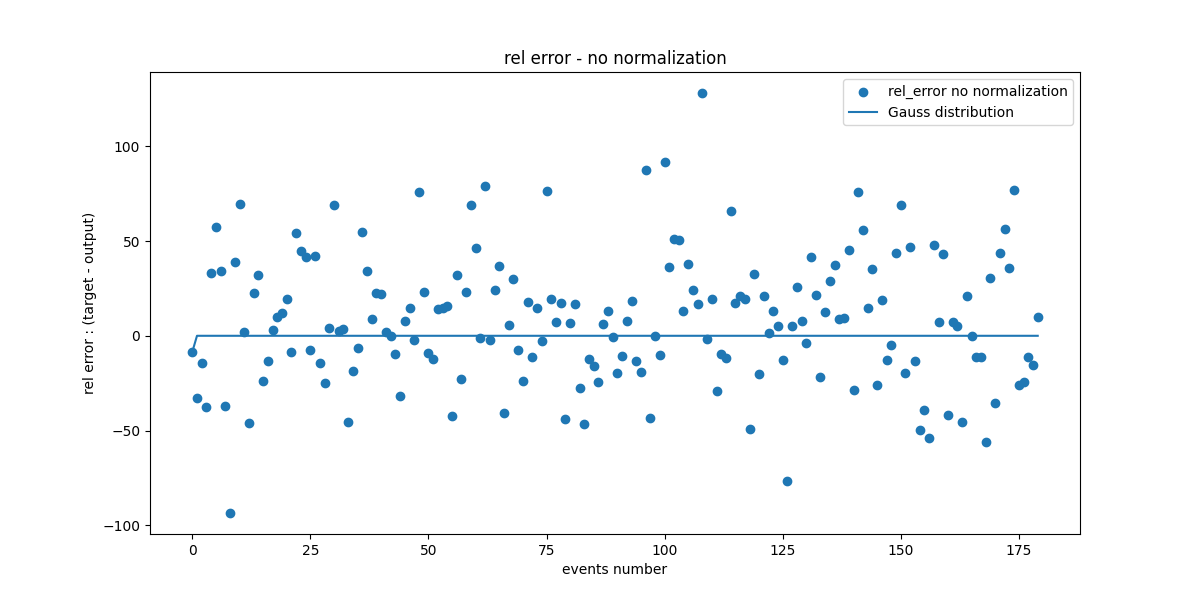 rel error - no normalization
rel_error no normalization
Gauss distribution
rel error : (target - output)
100
50
0
−50
−100
0 25 50 75 100 125 150 175
events number